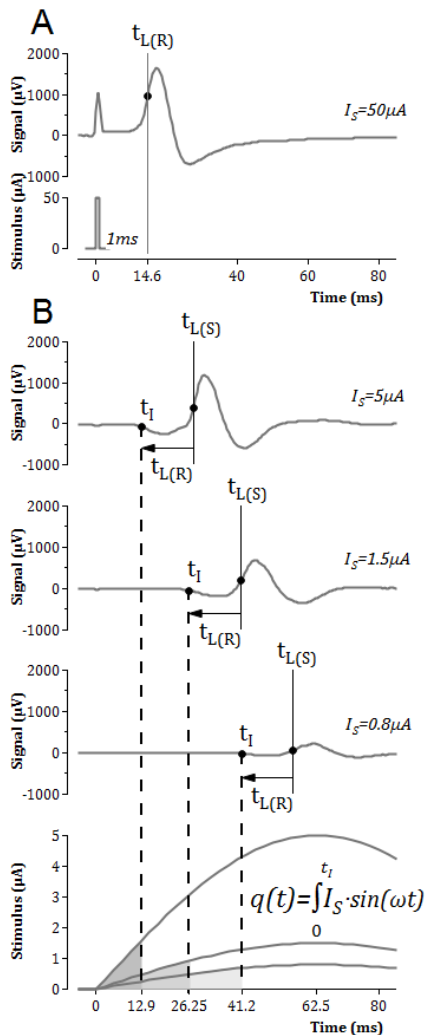 A
t_L(R)
Signal (µV)
2000
1000
0
1000
I_S=50µA
Stimulus (µA)
50
0
1ms
0 14.6 40 60 80
Time (ms)
B
t_L(S)
Signal (µV)
2000
1000
0
-1000
t_I
I_S=5µA
t_L(R)
t_L(S)
Signal (µV)
2000
1000
0
-1000
t_I
I_S=1.5µA
t_L(R)
t_L(S)
Signal (µV)
2000
1000
0
-1000
t_I
I_S=0.8µA
t_L(R)
Stimulus (µA)
5
4
3
2
1
0
t_I
q(t)=∫I_S·sin(ωt)
0
0 12.9 26.25 41.2 62.5 80
Time (ms)